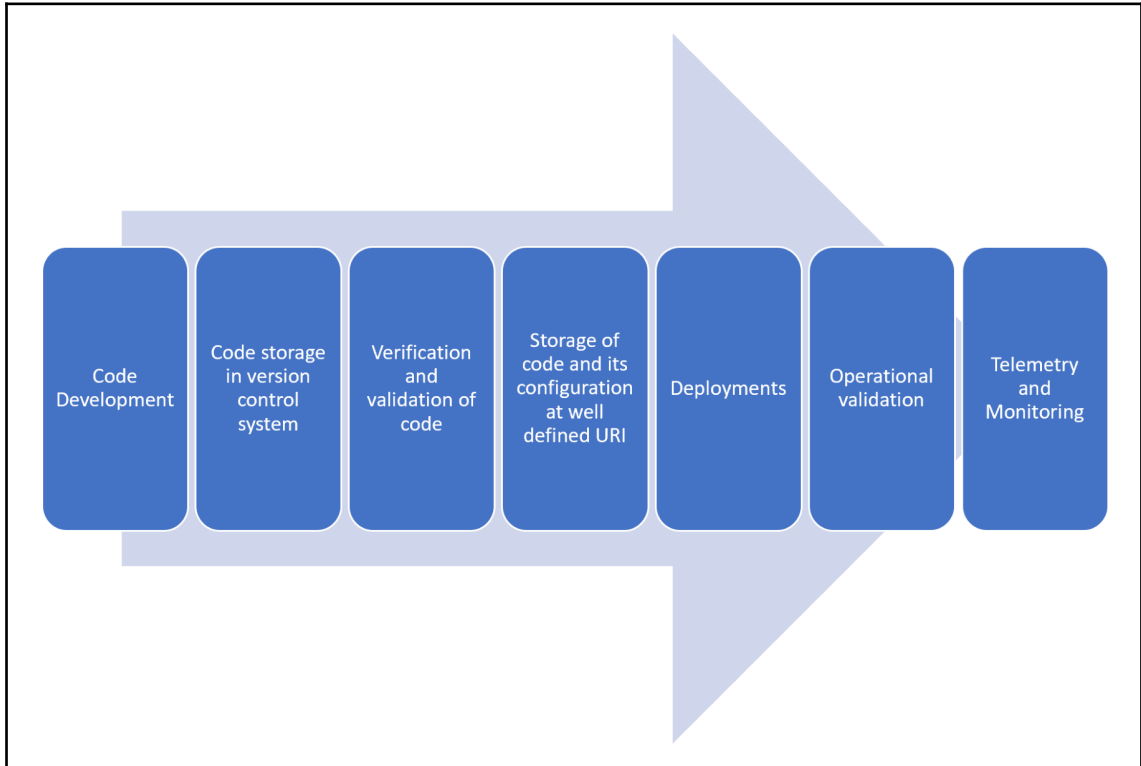 Code
Development
Code storage
in version
control
system
Verification
and
validation of
code
Storage of
code and its
configuration
at well
defined URI
Deployments
Operational
validation
Telemetry
and
Monitoring